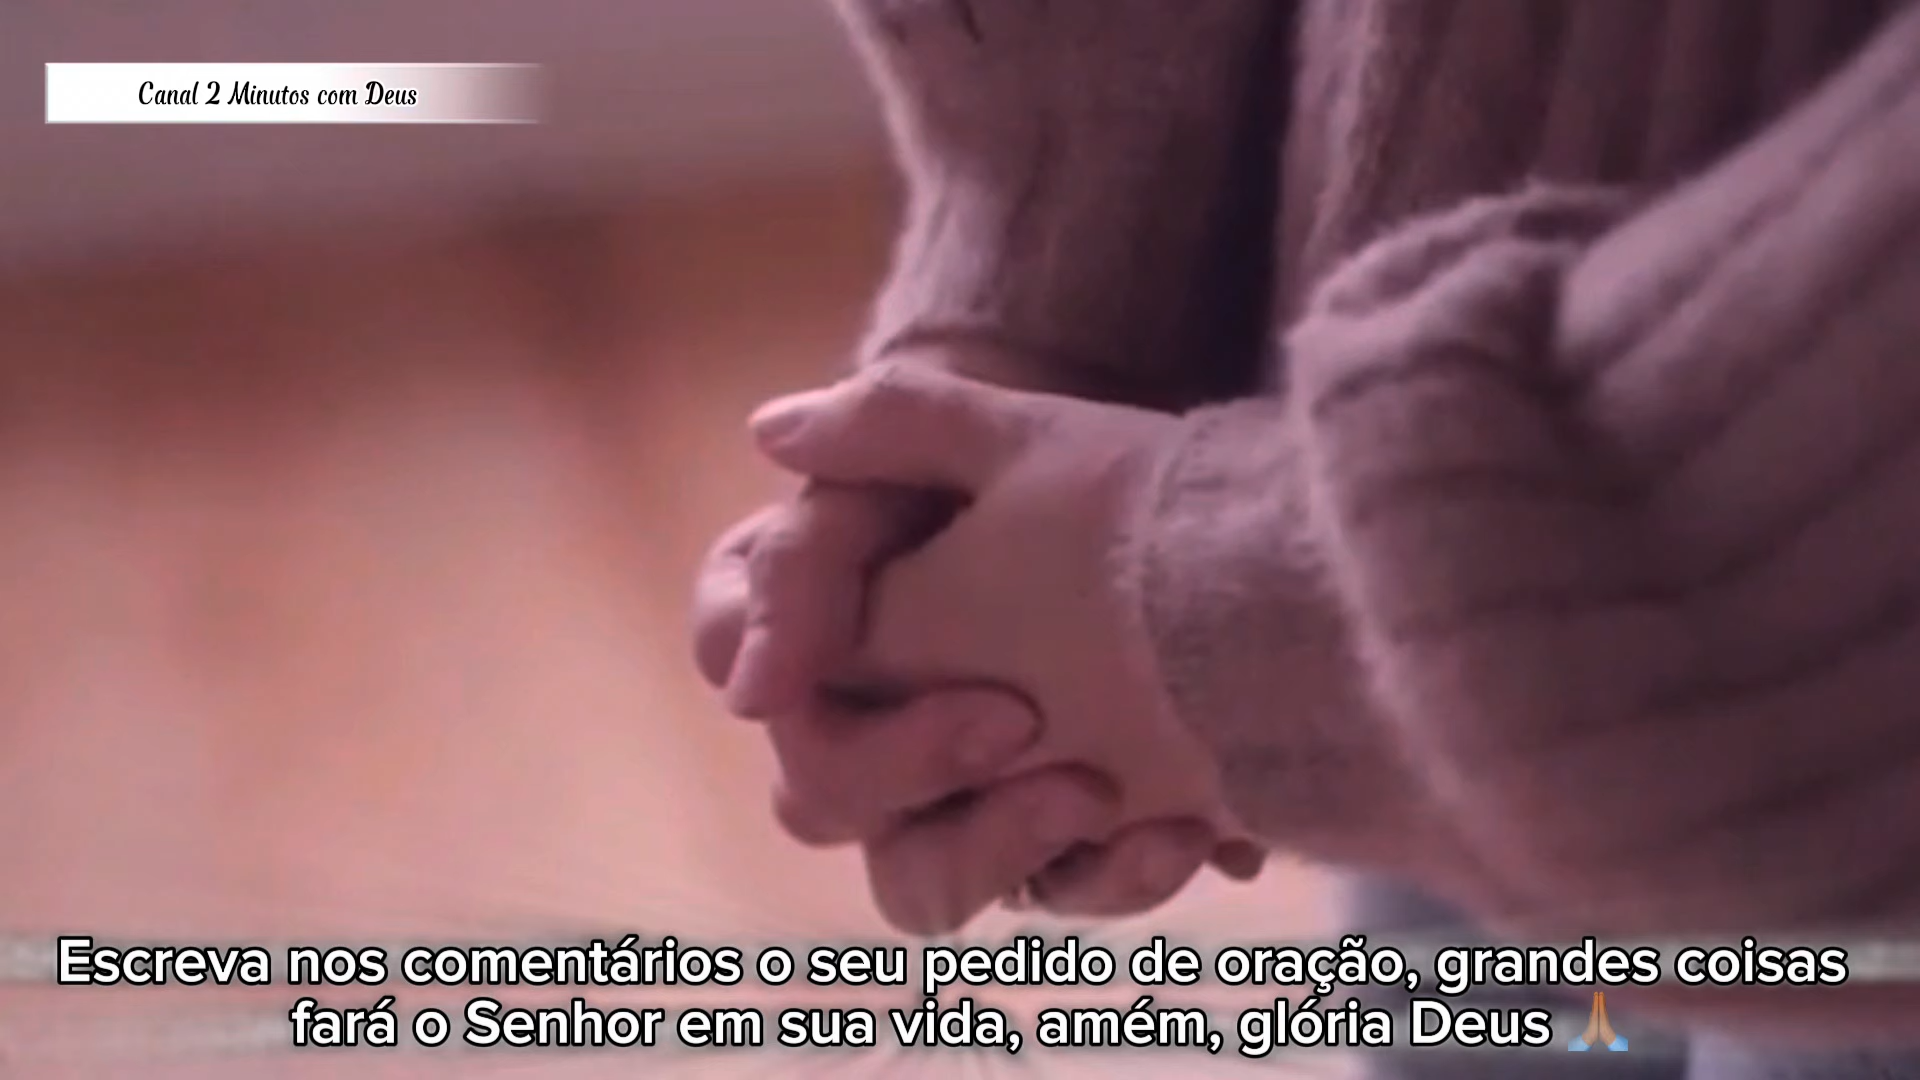 Canal 2 Minutos com Deus
Escreva nos comentários o seu pedido de oração, grandes coisas
fará o Senhor em sua vida, amém, glória Deus 🙏🏽